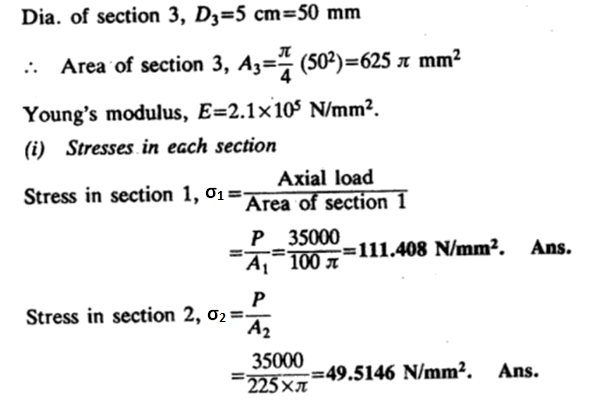 Dia. of section 3, D₃=5 cm=50 mm
∴ Area of section 3, A₃=π/4 (50²)=625 π mm²
Young's modulus, E=2.1×10⁵ N/mm².
(i) Stresses in each section
Stress in section 1, σ₁=Axial load/Area of section 1
=P/A₁=35000/100 π=111.408 N/mm². Ans.
Stress in section 2, σ₂=P/A₂
=35000/225×π=49.5146 N/mm². Ans.